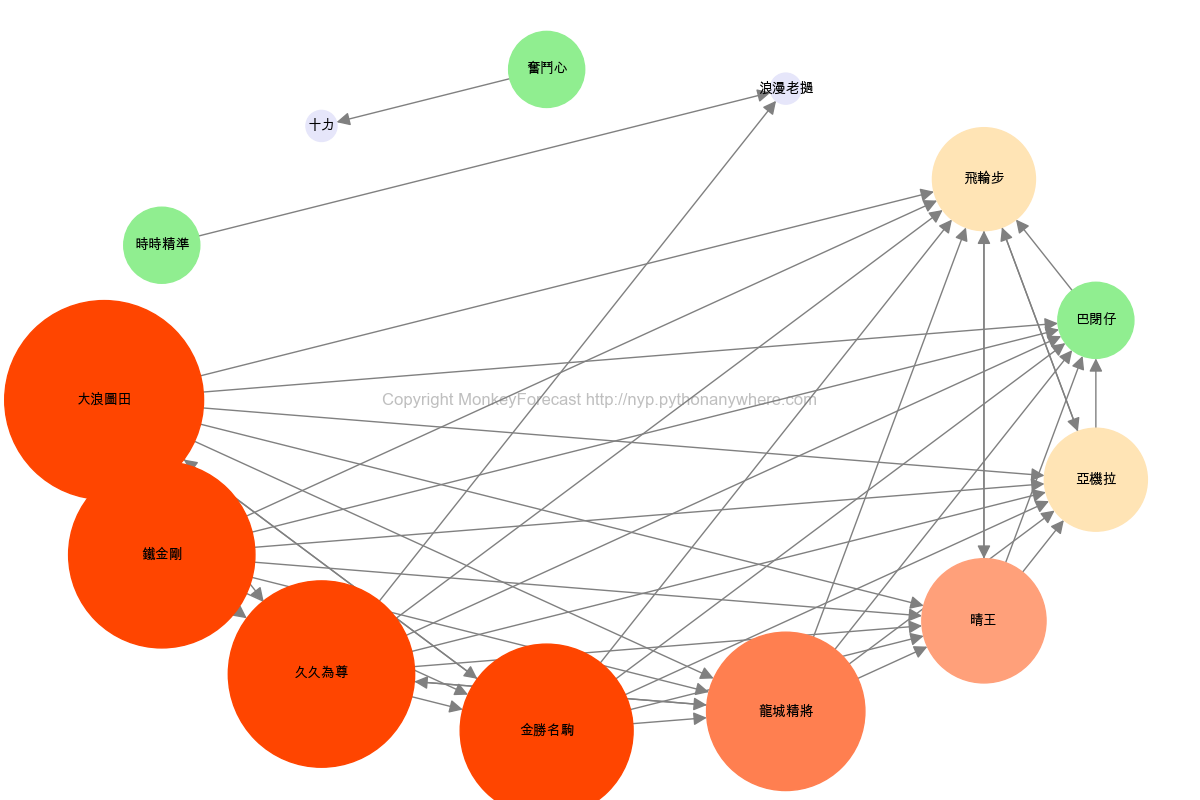 奮鬥心
浪漫老撾
十力
飛輪步
時時精準
巴閉仔
大浪圖田
Copyright MonkeyForecast http://nyp.pythonanywhere.com
亞機拉
鐵金剛
晴王
久久為尊
龍城精將
金勝名駒